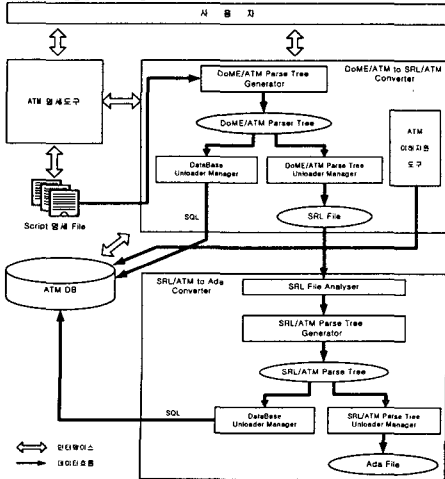 사 용 자
DoME/ATM Parse Tree
Generator
DoME/ATM to SRL/ATM
Converter
ATM 명세도구
DoME/ATM Parser Tree
ATM
이해지원
도구
DataBase
Unloader Manager
DoME/ATM Parse Tree
Unloader Manager
Script 명세 File
SQL
SRL File
ATM DB
SRL/ATM to Ada
Converter
SRL File Analyser
SRL/ATM Parse Tree
Generator
SRL/ATM Parse Tree
SQL
DataBase
Unloader Manager
SRL/ATM Parse Tree
Unloader Manager
인터페이스
데이터흐름
Ada File